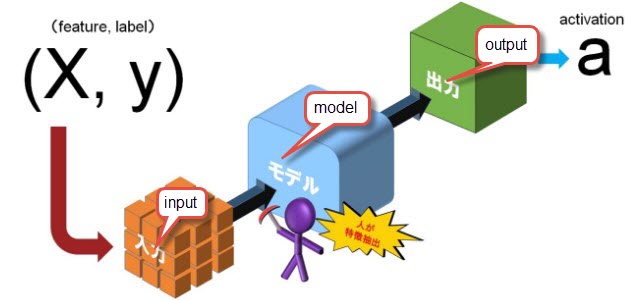 (feature, label)
(X, y)
activation
a
output
出力
model
モデル
input
入力
人が
特徴抽出